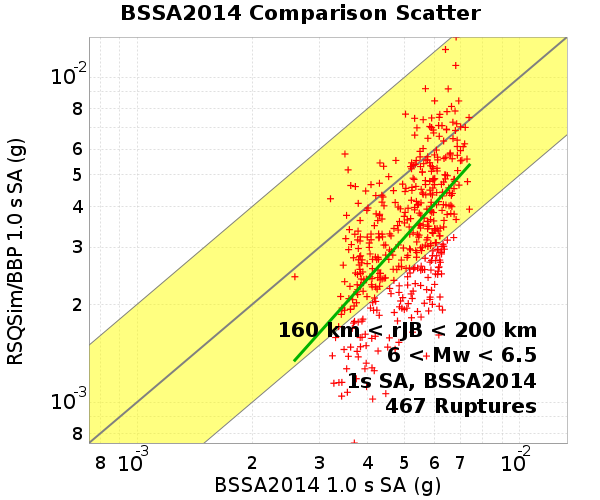 BSSA2014 Comparison Scatter
RSQSim/BBP 1.0 s SA (g)
10-2
8
6
5
4
3
2
10-3
8
160 km < rJB < 200 km
6 < Mw < 6.5
1s SA, BSSA2014
467 Ruptures
8 10-3 2 3 4 5 6 7 10-2
BSSA2014 1.0 s SA (g)